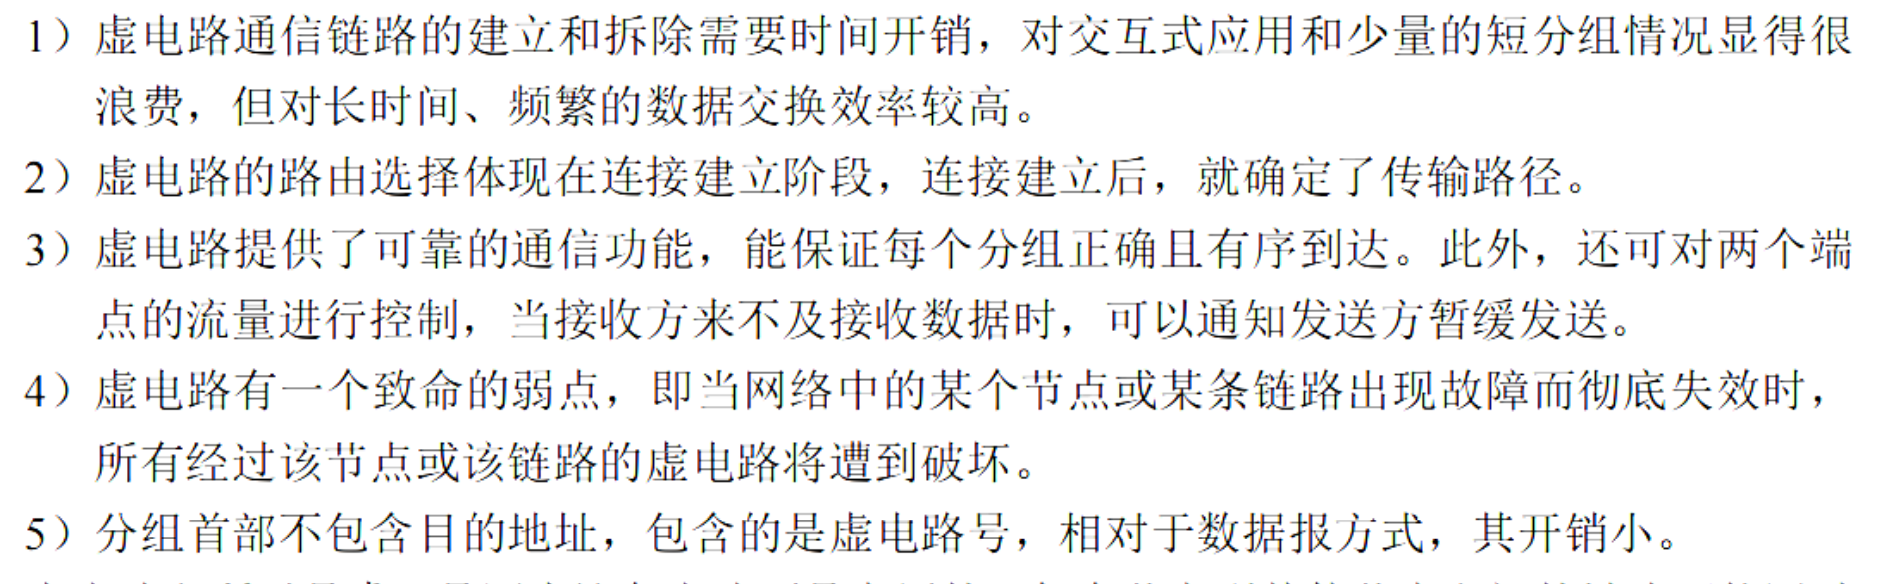 1）虚电路通信链路的建立和拆除需要时间开销，对交互式应用和少量的短分组情况显得很
浪费，但对长时间、频繁的数据交换效率较高。
2）虚电路的路由选择体现在连接建立阶段，连接建立后，就确定了传输路径。
3）虚电路提供了可靠的通信功能，能保证每个分组正确且有序到达。此外，还可对两个端
点的流量进行控制，当接收方来不及接收数据时，可以通知发送方暂缓发送。
4）虚电路有一个致命的弱点，即当网络中的某个节点或某条链路出现故障而彻底失效时，
所有经过该节点或该链路的虚电路将遭到破坏。
5）分组首部不包含目的地址，包含的是虚电路号，相对于数据报方式，其开销小。